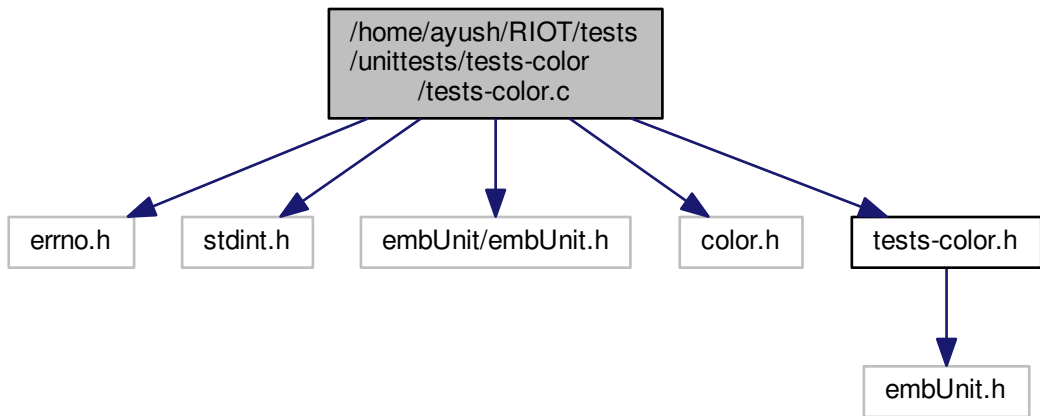 /home/ayush/RIOT/tests
/unittests/tests-color
/tests-color.c
errno.h
stdint.h
embUnit/embUnit.h
color.h
tests-color.h
embUnit.h